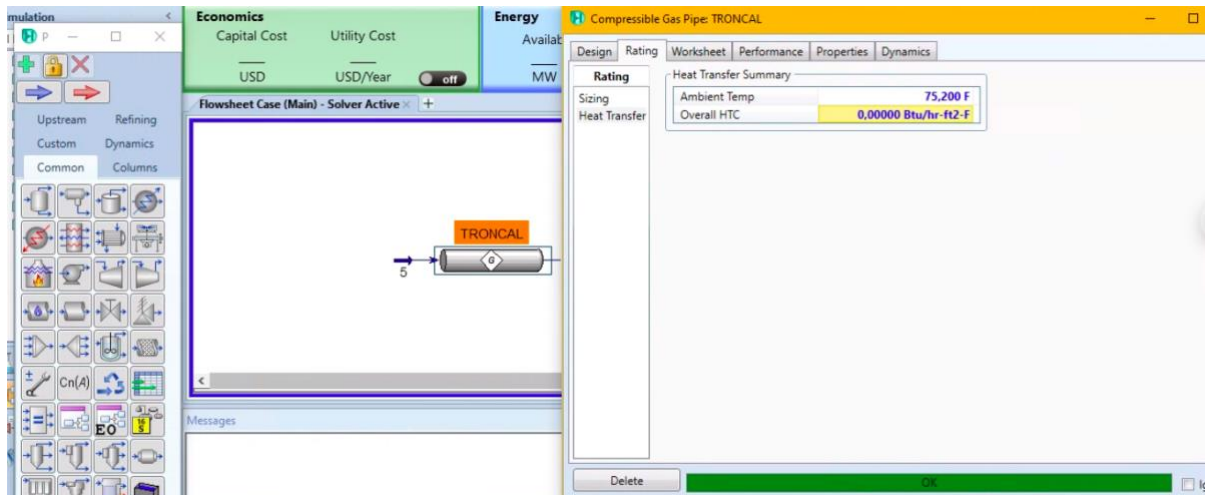 mulation
P
Upstream Refining
Custom Dynamics
Common Columns
Cn(A)
EO
16
S
Economics
Capital Cost Utility Cost
USD USD/Year off
Energy
Availab
MW
Flowsheet Case (Main) - Solver Active +
TRONCAL
G
5
Messages
Compressible Gas Pipe: TRONCAL
Design Rating Worksheet Performance Properties Dynamics
Rating
Sizing
Heat Transfer
Heat Transfer Summary
Ambient Temp 75,200 F
Overall HTC 0,00000 Btu/hr-ft2-F
Delete OK Ig